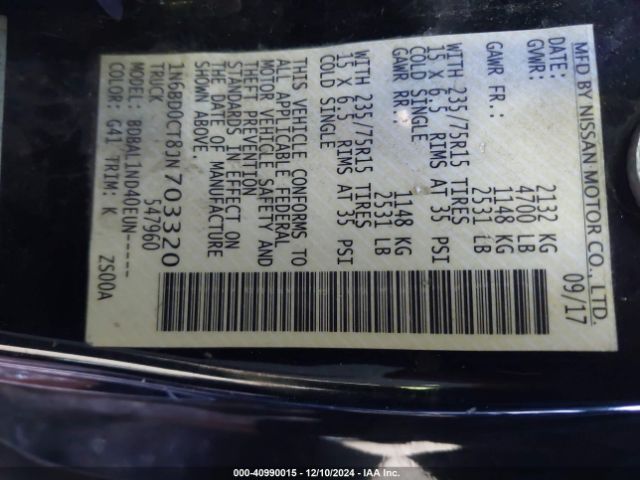 MFD BY NISSAN MOTOR CO., LTD.
DATE: 09/17
GVWR: 2132 KG
4700 LB
GAWR FR.: 1148 KG
2531 LB
WITH 235/75R15 TIRES
15 X 6.5 RIMS AT 35 PSI
COLD SINGLE
GAWR RR.: 1148 KG
2531 LB
WITH 235/75R15 TIRES
15 X 6.5 RIMS AT 35 PSI
COLD SINGLE
THIS VEHICLE CONFORMS TO
ALL APPLICABLE FEDERAL
MOTOR VEHICLE SAFETY AND
THEFT PREVENTION
STANDARDS IN EFFECT ON
THE DATE OF MANUFACTURE
SHOWN ABOVE.
1N6BD0CT8JN703320
TRUCK 547960
MODEL: BDBAL1ND40EUN-----
COLOR: G41 TRIM: K ZS00A
000-40990015 - 12/10/2024 - IAA Inc.